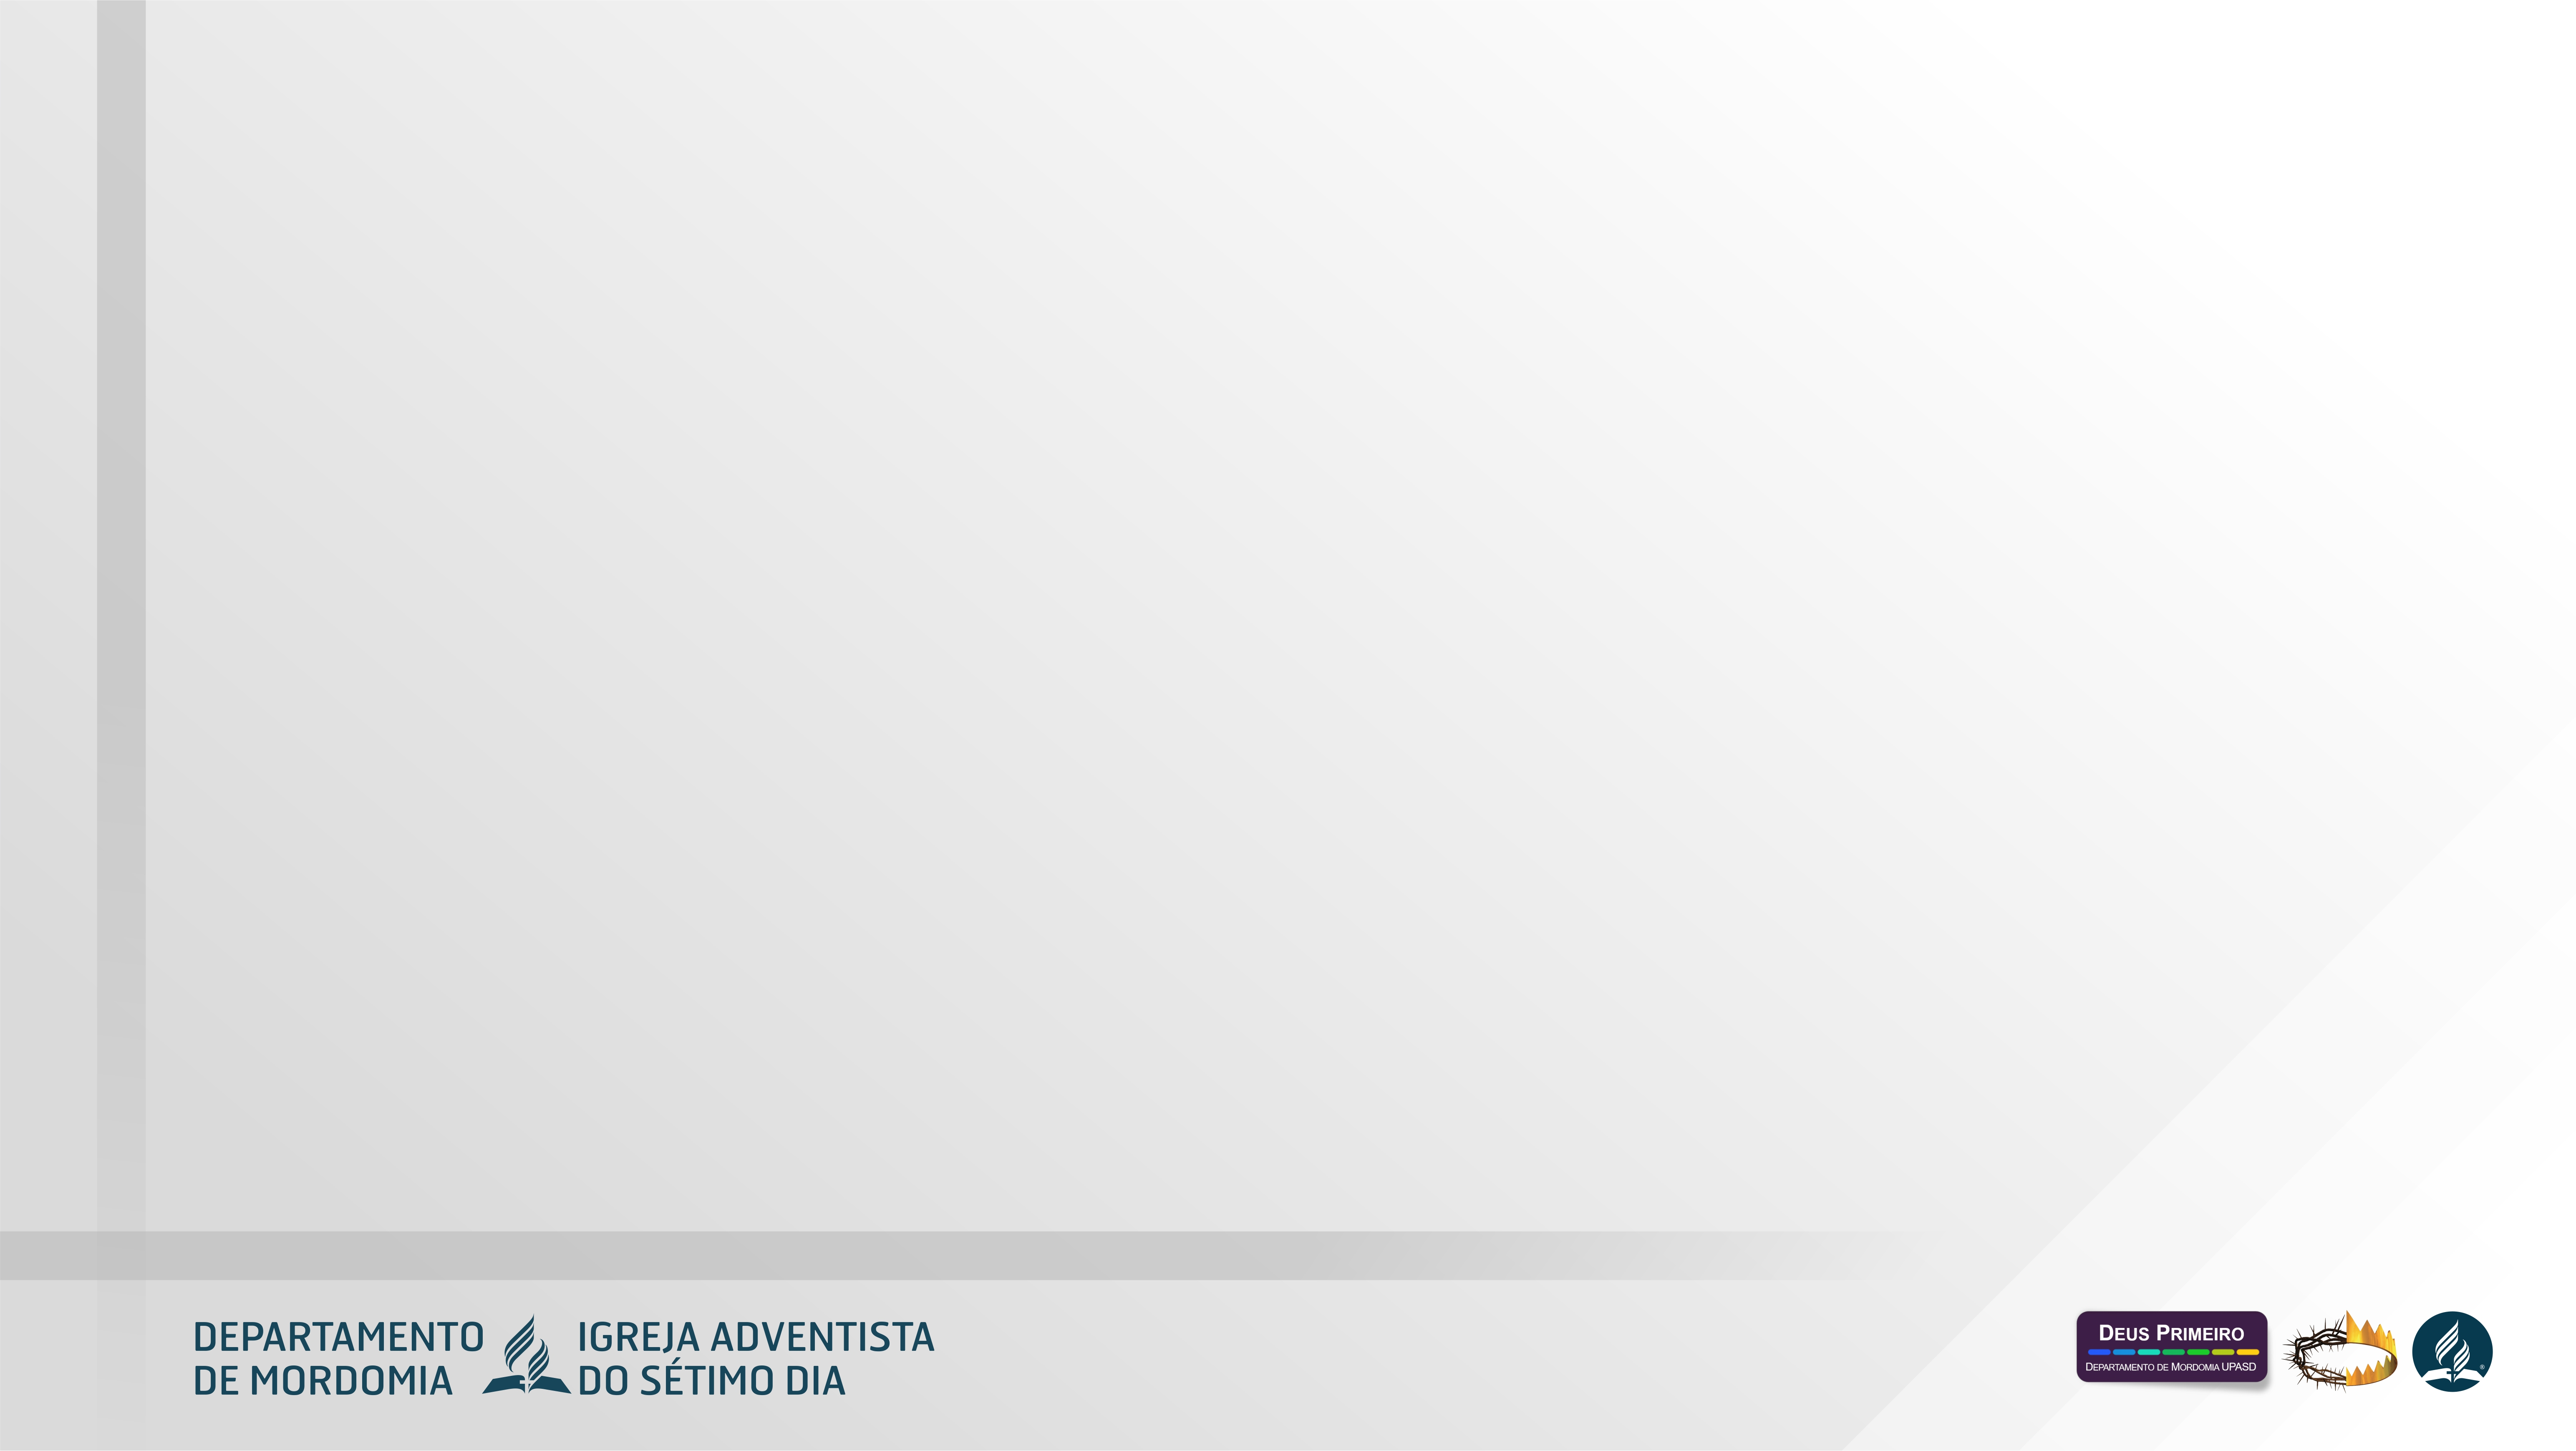 DEPARTAMENTO
DE MORDOMIA
IGREJA ADVENTISTA
DO SÉTIMO DIA
DEUS PRIMEIRO
DEPARTAMENTO DE MORDOMIA UPASD
®